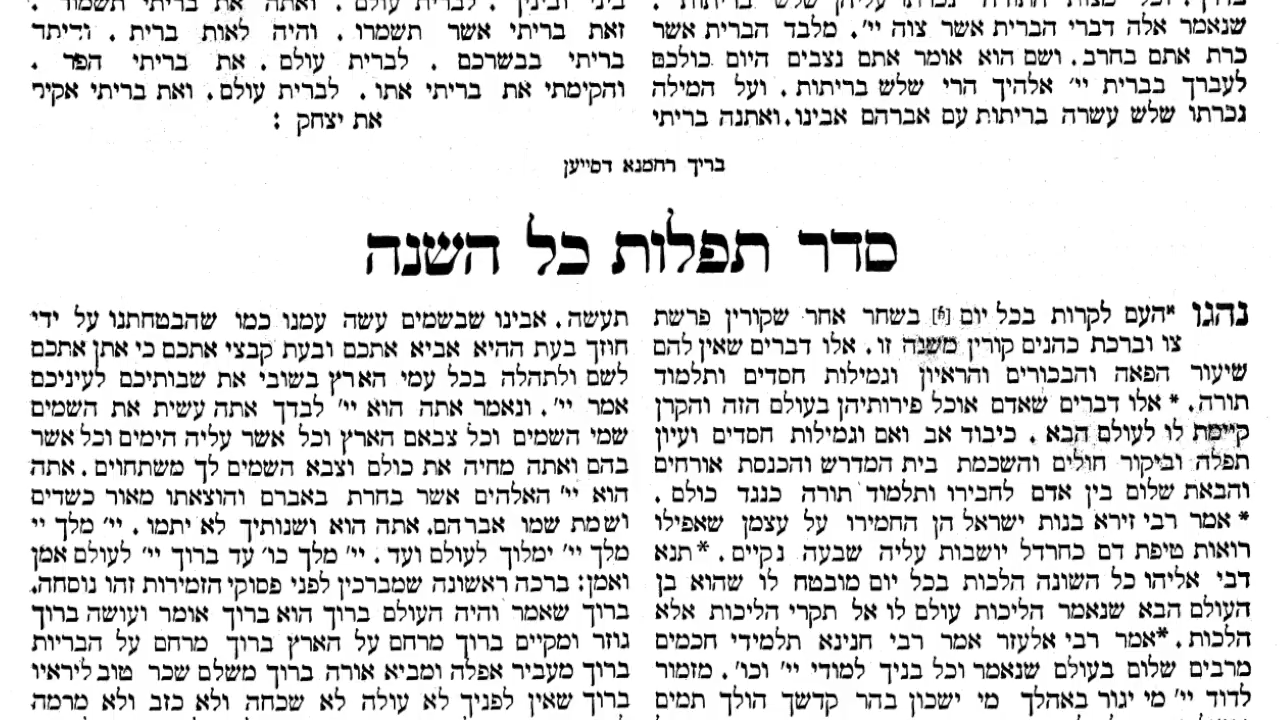 שנאמר אלה דברי הברית אשר צוה יי׳. מלבד הברית אשר
כרת אתם בחרב. ושם הוא אומר אתם נצבים היום כולכם
לעברך בברית יי׳ אלהיך הרי שלש בריתות. ועל המילה
נכרתו שלש עשרה בריתות עם אברהם אבינו. ואתנה בריתי
ביני ובינך. לברית עולם. ואתה את בריתי תשמור.
זאת בריתי אשר תשמרו. והיה לאות ברית. והיתה
בריתי בבשרכם. לברית עולם. את בריתי הפר.
והקימתי את בריתי אתו. לברית עולם. ואת בריתי אקים
את יצחק:
בריך רחמנא דסייען
סדר תפלות כל השנה
נהגו *העם לקרות בכל יום [א] בשחר אחר שקורין פרשת
צו וברכת כהנים קורין משנה זו. אלו דברים שאין להם
שיעור הפאה והבכורים והראיון וגמילות חסדים ותלמוד
תורה. * אלו דברים שאדם אוכל פירותיהן בעולם הזה והקרן
קיימת לו לעולם הבא. כיבוד אב ואם וגמילות חסדים ועיון
תפלה וביקור חולים והשכמת בית המדרש והכנסת אורחים
והבאת שלום בין אדם לחבירו ותלמוד תורה כנגד כולם.
* אמר רבי זירא בנות ישראל הן החמירו על עצמן שאפילו
רואות טיפת דם כחרדל יושבות עליה שבעה נקיים. *תנא
דבי אליהו כל השונה הלכות בכל יום מובטח לו שהוא בן
העולם הבא שנאמר הליכות עולם לו אל תקרי הליכות אלא
הלכות. *אמר רבי אלעזר אמר רבי חנינא תלמידי חכמים
מרבים שלום בעולם שנאמר וכל בניך למודי יי׳ וכו׳. מזמור
לדוד יי׳ מי יגור באהלך מי ישכון בהר קדשך הולך תמים
תעשה. אבינו שבשמים עשה עמנו כמו שהבטחתנו על ידי
חוזך בעת ההיא אביא אתכם ובעת קבצי אתכם כי אתן אתכם
לשם ולתהלה בכל עמי הארץ בשובי את שבותיכם לעיניכם
אמר יי׳. ונאמר אתה הוא יי׳ לבדך אתה עשית את השמים
שמי השמים וכל צבאם הארץ וכל אשר עליה הימים וכל אשר
בהם ואתה מחיה את כולם וצבא השמים לך משתחוים. אתה
הוא יי׳ האלהים אשר בחרת באברם והוצאתו מאור כשדים
ושמת שמו אברהם. אתה הוא ושנותיך לא יתמו. יי׳ מלך יי׳
מלך יי׳ ימלוך לעולם ועד. יי׳ מלך כו׳ עד ברוך יי׳ לעולם אמן
ואמן: ברכה ראשונה שמברכין לפני פסוקי הזמירות זהו נוסחה.
ברוך שאמר והיה העולם ברוך הוא ברוך אומר ועושה ברוך
גוזר ומקיים ברוך מרחם על הארץ ברוך מרחם על הבריות
ברוך מעביר אפלה ומביא אורה ברוך משלם שכר טוב ליראיו
ברוך שאין לפניך לא עולה לא שכחה ולא כזב ולא מרמה